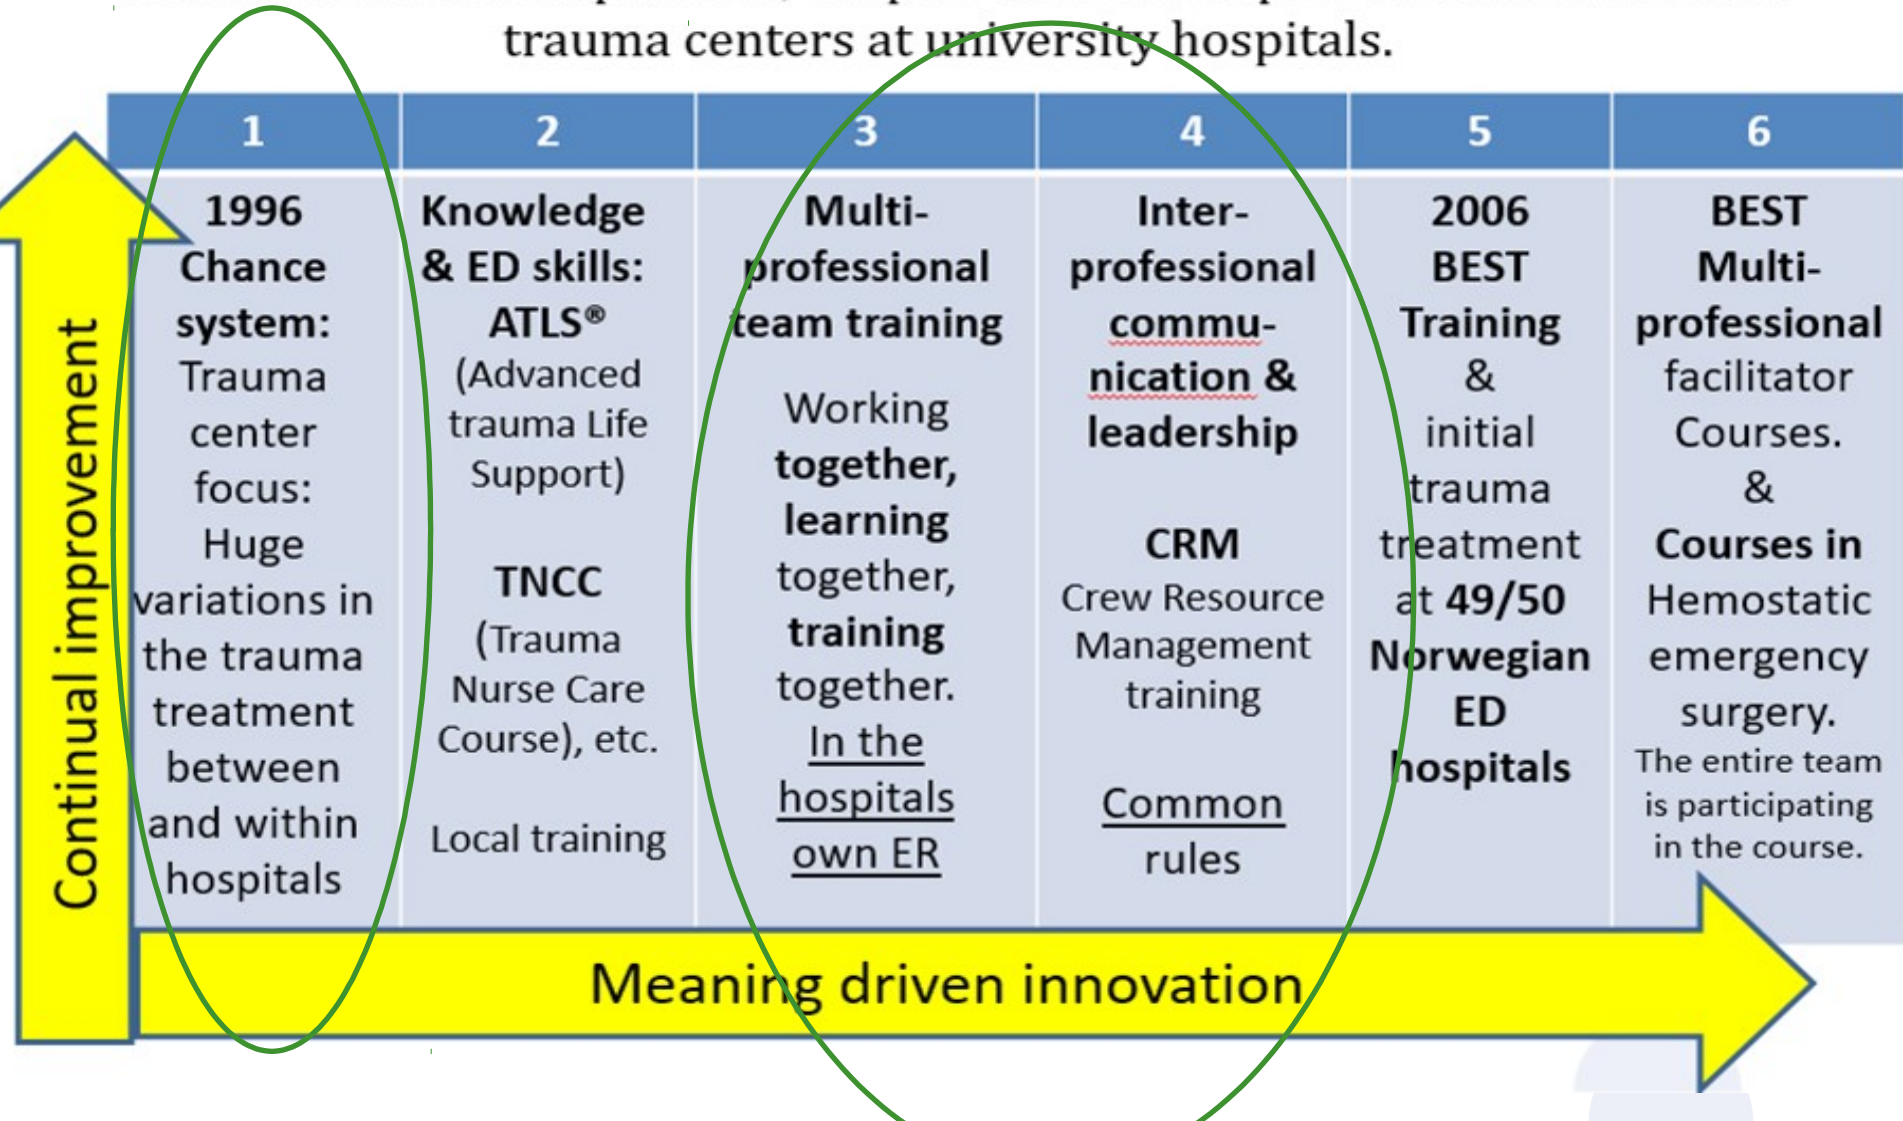 trauma centers at university hospitals.
1
2
3
4
5
6
1996
Chance
system:
Trauma
center
focus:
Huge
variations in
the trauma
treatment
between
and within
hospitals
Knowledge
& ED skills:
ATLS®
(Advanced
trauma Life
Support)
TNCC
(Trauma
Nurse Care
Course), etc.
Local training
Multi-
professional
team training
Working
together,
learning
together,
training
together.
In the
hospitals
own ER
Inter-
professional
commu-
nication &
leadership
CRM
Crew Resource
Management
training
Common
rules
2006
BEST
Training
&
initial
trauma
treatment
at 49/50
Norwegian
ED
hospitals
BEST
Multi-
professional
facilitator
Courses.
&
Courses in
Hemostatic
emergency
surgery.
The entire team
is participating
in the course.
Continual improvement
Meaning driven innovation